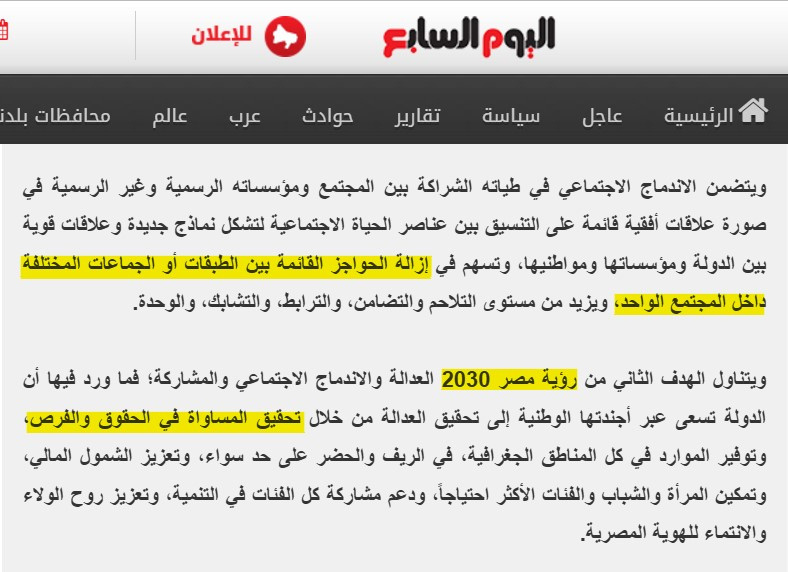 اليوم السابع
للإعلان
الرئيسية عاجل سياسة تقارير حوادث عرب عالم محافظات بلدنا
ويتضمن الاندماج الاجتماعي في طياته الشراكة بين المجتمع ومؤسساته الرسمية وغير الرسمية في
صورة علاقات أفقية قائمة على التنسيق بين عناصر الحياة الاجتماعية لتشكل نماذج جديدة وعلاقات قوية
بين الدولة ومؤسساتها ومواطنيها، وتسهم في إزالة الحواجز القائمة بين الطبقات أو الجماعات المختلفة
داخل المجتمع الواحد، ويزيد من مستوى التلاحم والتضامن، والترابط، والتشابك، والوحدة.
ويتناول الهدف الثاني من رؤية مصر 2030 العدالة والاندماج الاجتماعي والمشاركة؛ فما ورد فيها أن
الدولة تسعى عبر أجندتها الوطنية إلى تحقيق العدالة من خلال تحقيق المساواة في الحقوق والفرص،
وتوفير الموارد في كل المناطق الجغرافية، في الريف والحضر على حد سواء، وتعزيز الشمول المالي،
وتمكين المرأة والشباب والفئات الأكثر احتياجاً، ودعم مشاركة كل الفئات في التنمية، وتعزيز روح الولاء
والانتماء للهوية المصرية.